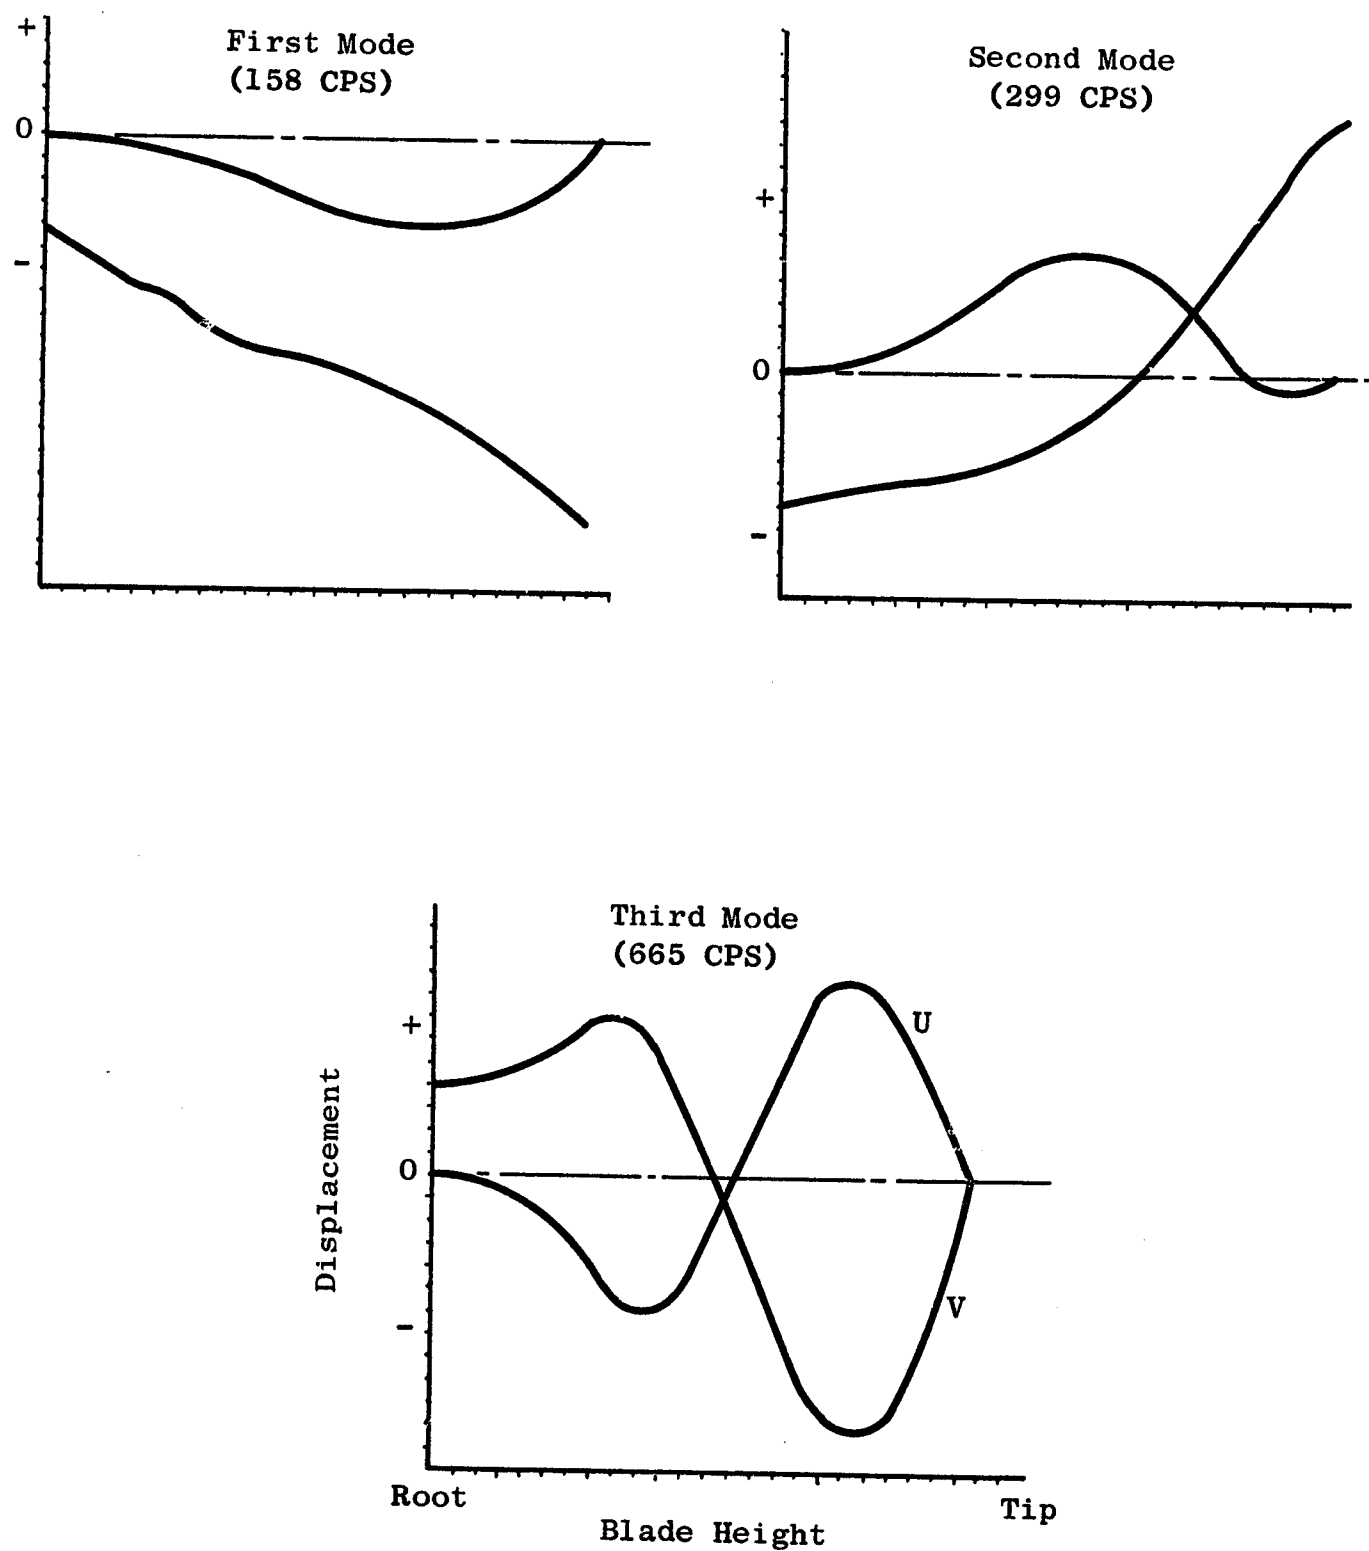 First Mode
(158 CPS)
+
0
-
Second Mode
(299 CPS)
+
0
-
Third Mode
(665 CPS)
+
U
0
Displacement
-
V
Root
Tip
Blade Height